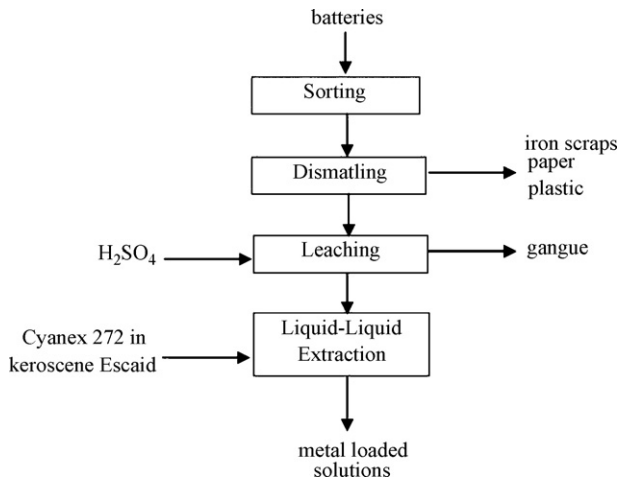 batteries
Sorting
Dismatling
iron scraps
paper
plastic
H₂SO₄
Leaching
gangue
Cyanex 272 in
keroscene Escaid
Liquid-Liquid
Extraction
metal loaded
solutions